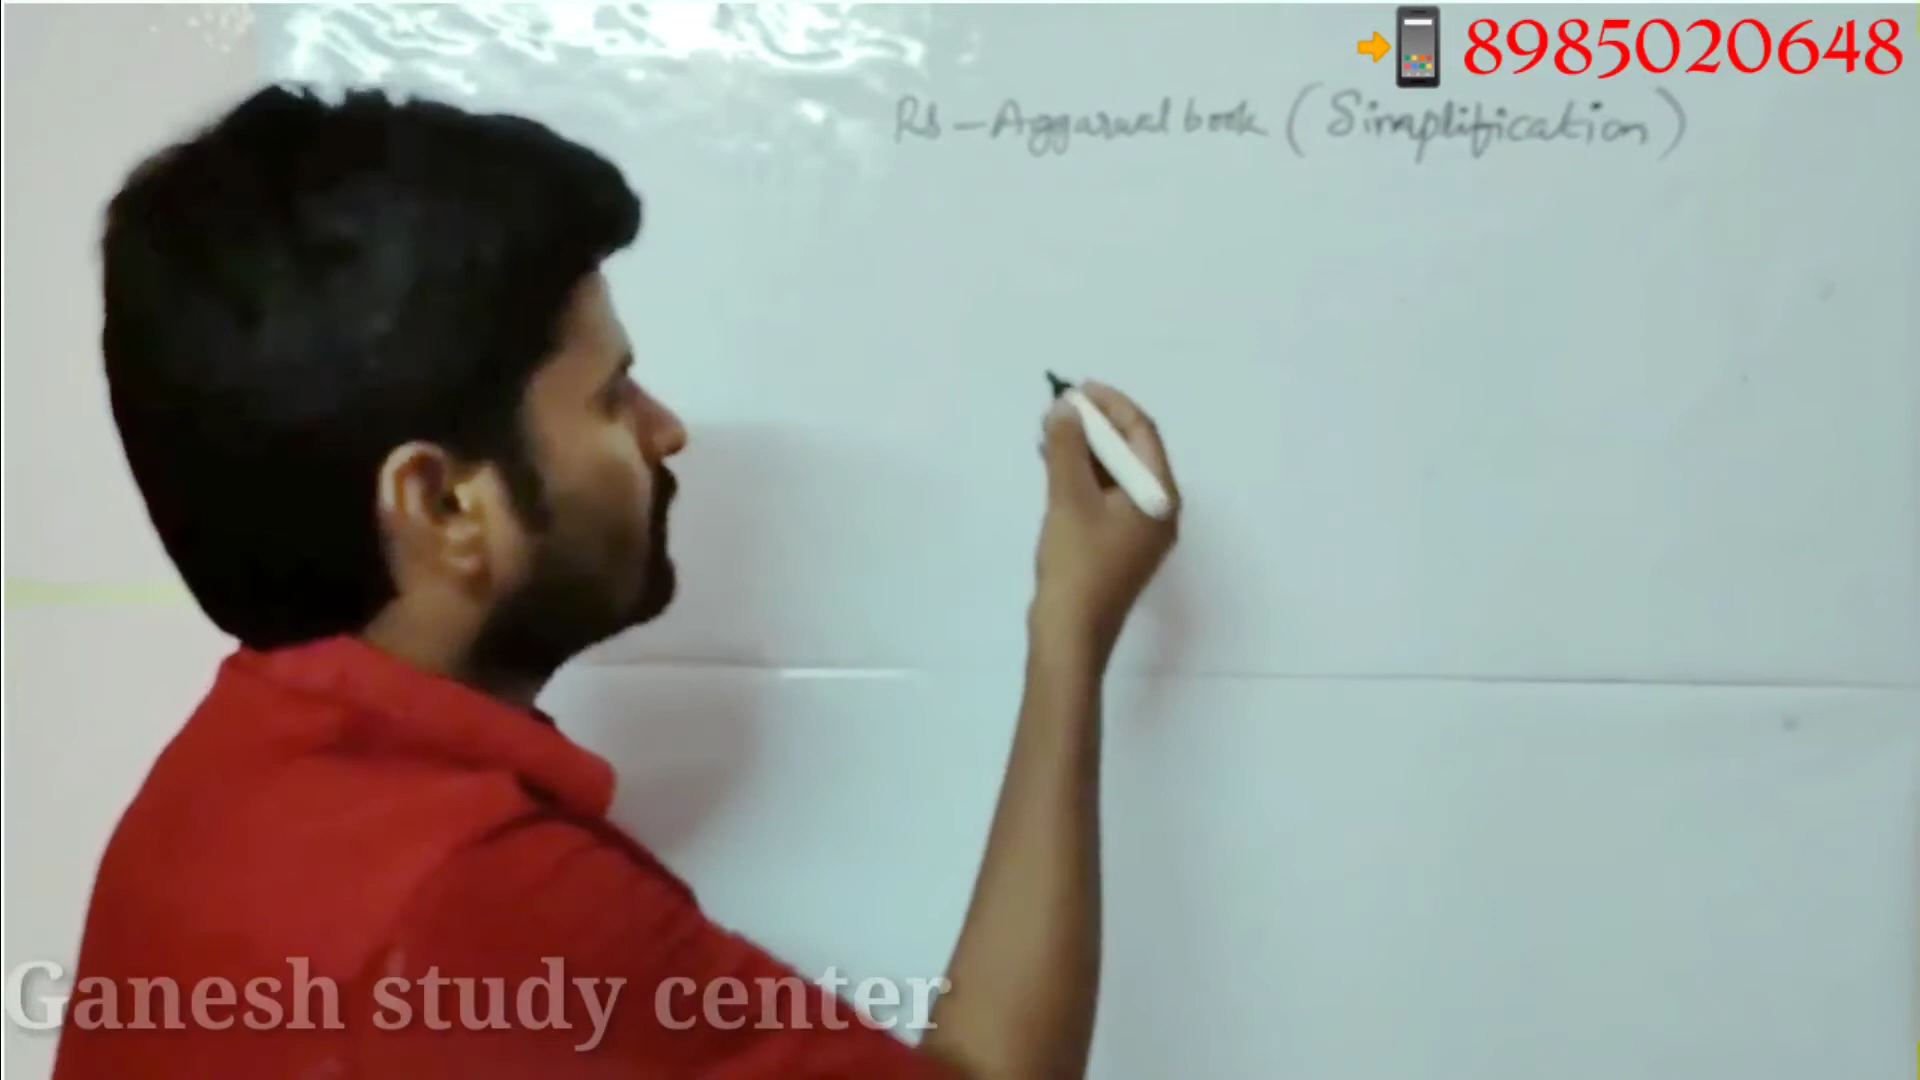 8985020648
Rs - Aggarwal book (Simplification)
Ganesh study center